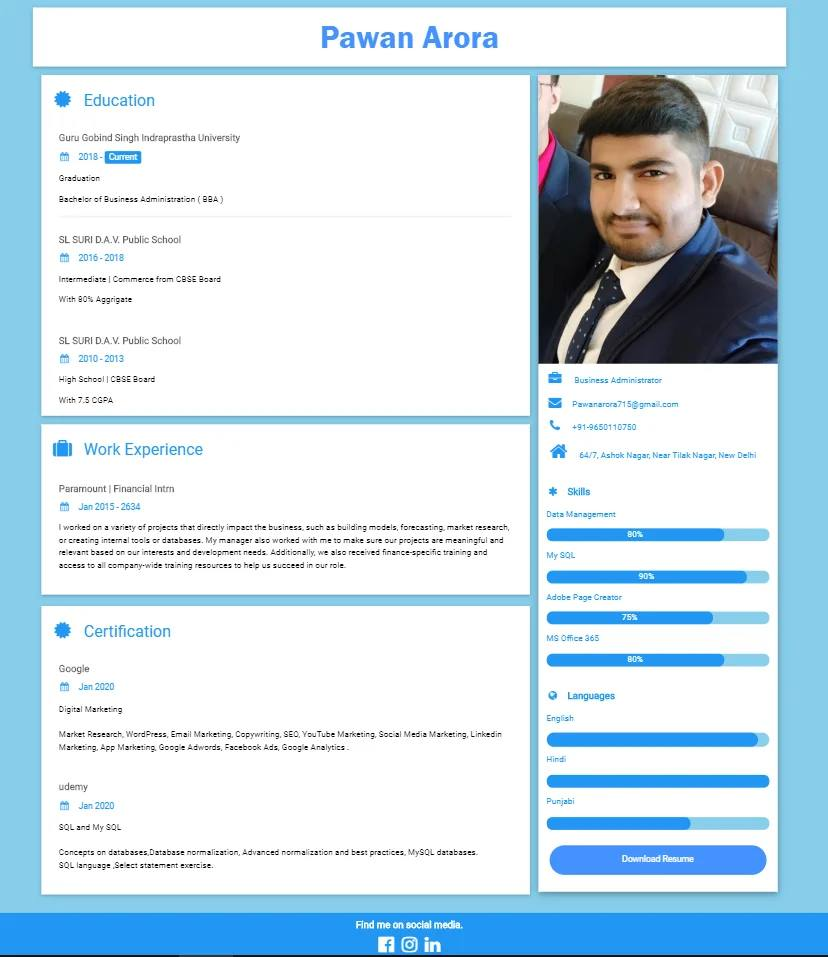 Pawan Arora
Education
Guru Gobind Singh Indraprastha University
2018 - Current
Graduation
Bachelor of Business Administration ( BBA )
SL SURI D.A.V. Public School
2016 - 2018
Intermediate | Commerce from CBSE Board
With 80% Aggrigate
SL SURI D.A.V. Public School
2010 - 2013
High School | CBSE Board
With 7.5 CGPA
Work Experience
Paramount | Financial Intrn
Jan 2015 - 2634
I worked on a variety of projects that directly impact the business, such as building models, forecasting, market research,
or creating internal tools or databases. My manager also worked with me to make sure our projects are meaningful and
relevant based on our interests and development needs. Additionally, we also received finance-specific training and
access to all company-wide training resources to help us succeed in our role.
Certification
Google
Jan 2020
Digital Marketing
Market Research, WordPress, Email Marketing, Copywriting, SEO, YouTube Marketing, Social Media Marketing, Linkedin
Marketing, App Marketing, Google Adwords, Facebook Ads, Google Analytics .
udemy
Jan 2020
SQL and My SQL
Concepts on databases,Database normalization, Advanced normalization and best practices, MySQL databases.
SQL language ,Select statement exercise.
Business Administrator
Pawanarora715@gmail.com
+91-9650110750
64/7, Ashok Nagar, Near Tilak Nagar, New Delhi
Skills
Data Management
80%
My SQL
90%
Adobe Page Creator
75%
MS Office 365
80%
Languages
English
Hindi
Punjabi
Download Resume
Find me on social media.